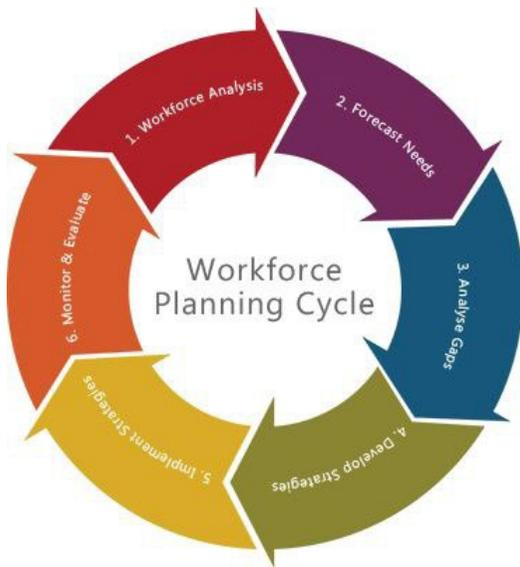 Workforce
Planning Cycle
1. Workforce Analysis
2. Forecast Needs
3. Analyse Gaps
4. Develop Strategies
5. Implement Strategies
6. Monitor & Evaluate